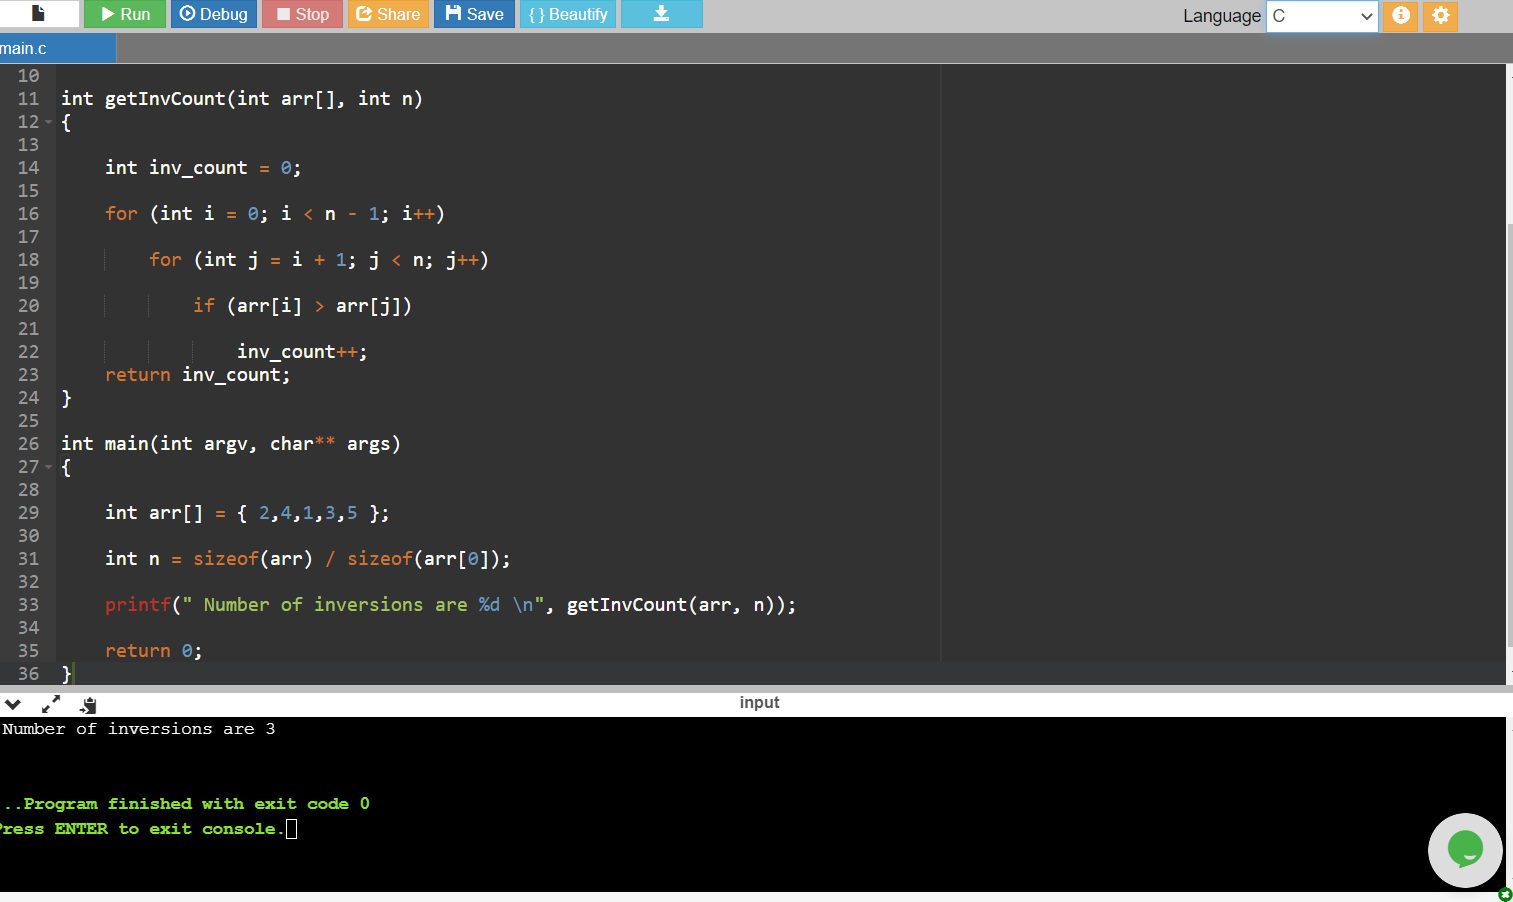 Run Debug Stop Share Save { } Beautify Language C
main.c
10
11 int getInvCount(int arr[], int n)
12 {
13
14 int inv_count = 0;
15
16 for (int i = 0; i < n - 1; i++)
17
18 for (int j = i + 1; j < n; j++)
19
20 if (arr[i] > arr[j])
21
22 inv_count++;
23 return inv_count;
24 }
25
26 int main(int argv, char** args)
27 {
28
29 int arr[] = { 2,4,1,3,5 };
30
31 int n = sizeof(arr) / sizeof(arr[0]);
32
33 printf(" Number of inversions are %d \n", getInvCount(arr, n));
34
35 return 0;
36 }
input
Number of inversions are 3
..Program finished with exit code 0
Press ENTER to exit console.